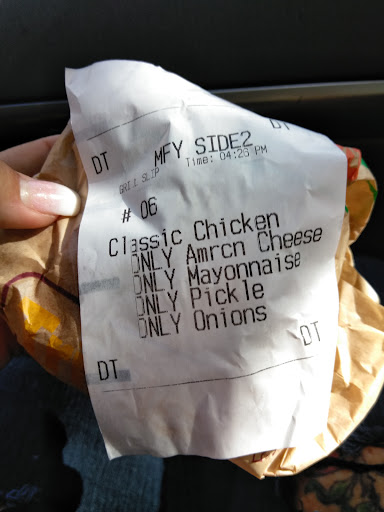 DT DT
MFY SIDE2
GRILL SLIP Time: 04:26 PM
# 06
Classic Chicken
ONLY Amrcn Cheese
ONLY Mayonnaise
ONLY Pickle
ONLY Onions
DT DT